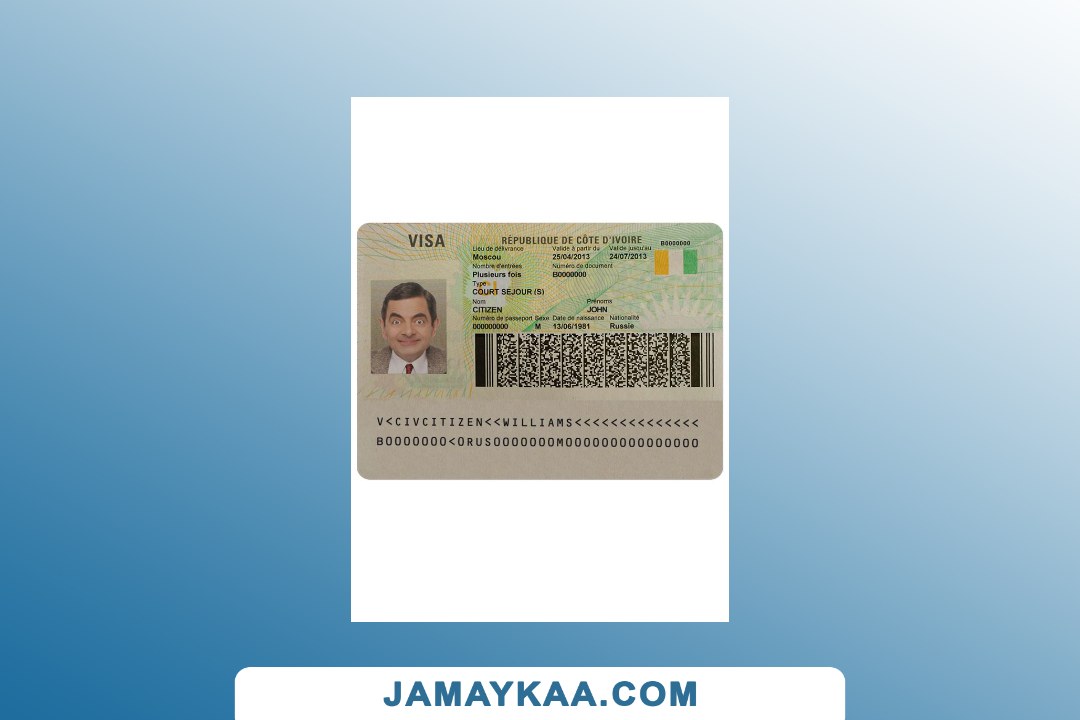 VISA
RÉPUBLIQUE DE CÔTE D'IVOIRE
B0000000
Lieu de délivrance Valide à partir du Valide jusqu'au
Moscou 25/04/2013 24/07/2013
Nombre d'entrées Numéro de document
Plusieurs fois B0000000
Type
COURT SEJOUR (S)
Nom Prénoms
CITIZEN JOHN
Numéro de passeport Sexe Date de naissance Nationalité
000000000 M 13/06/1981 Russie
V<CIVCITIZEN<<WILLIAMS<<<<<<<<<<<<<<<
B0000000<0RUS0000000M0000000000000000
JAMAYKAA.COM